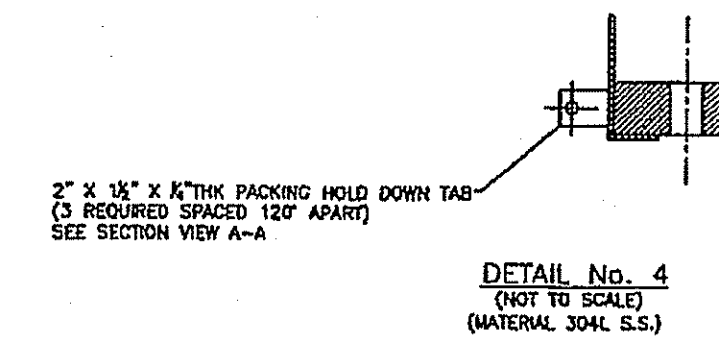 2" X 1½" X ¼"THK PACKING HOLD DOWN TAB
(3 REQUIRED SPACED 120° APART)
SEE SECTION VIEW A-A
DETAIL No. 4
(NOT TO SCALE)
(MATERIAL 304L S.S.)